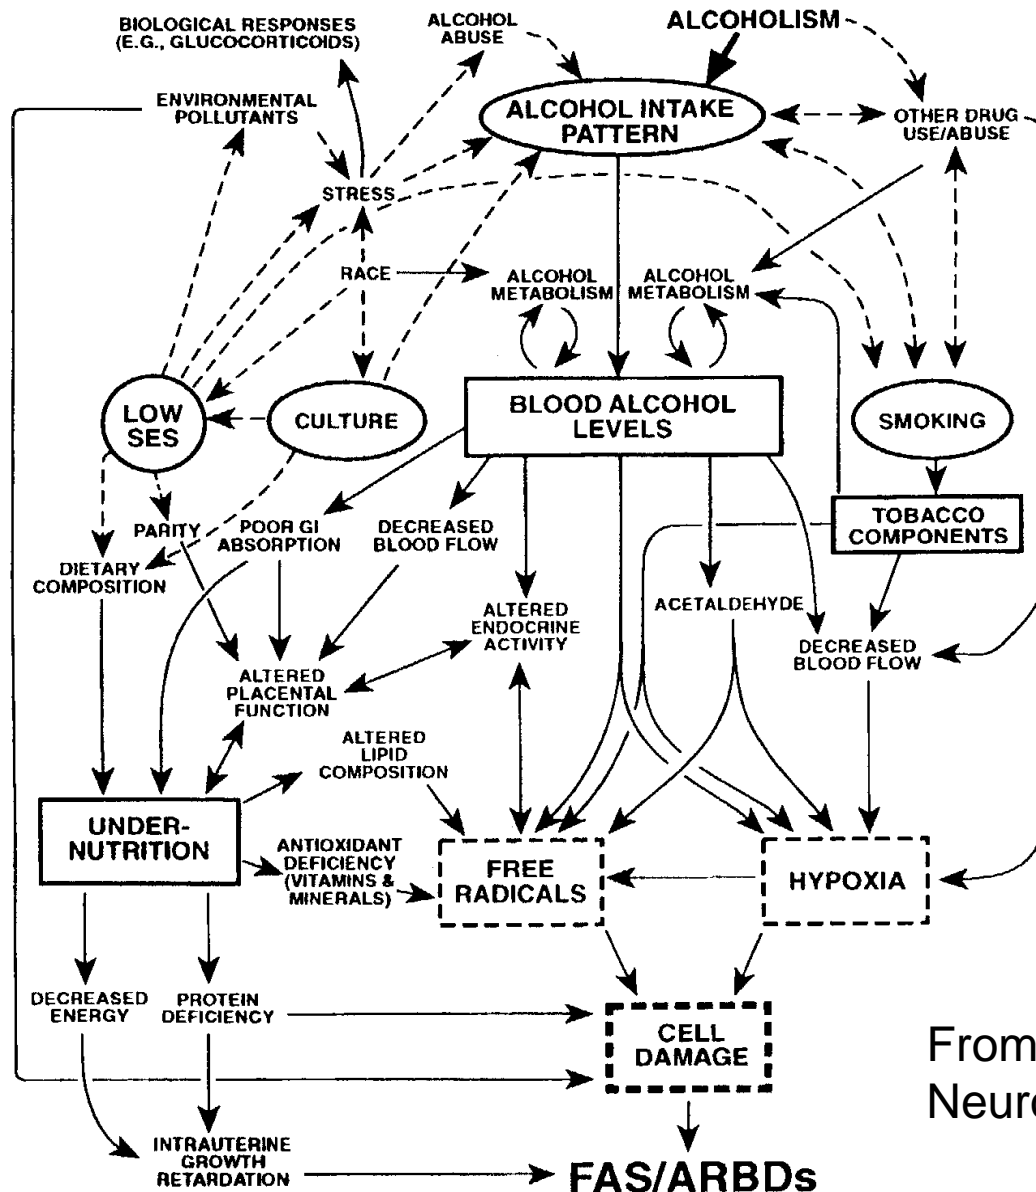 BIOLOGICAL RESPONSES
(E.G., GLUCOCORTICOIDS)
ALCOHOL
ABUSE
ALCOHOLISM
ENVIRONMENTAL
POLLUTANTS
ALCOHOL INTAKE
PATTERN
OTHER DRUG
USE/ABUSE
STRESS
RACE
ALCOHOL
METABOLISM
ALCOHOL
METABOLISM
LOW
SES
CULTURE
BLOOD ALCOHOL
LEVELS
SMOKING
PARITY
POOR GI
ABSORPTION
DECREASED
BLOOD FLOW
TOBACCO
COMPONENTS
DIETARY
COMPOSITION
ALTERED
ENDOCRINE
ACTIVITY
ACETALDEHYDE
DECREASED
BLOOD FLOW
ALTERED
PLACENTAL
FUNCTION
ALTERED
LIPID
COMPOSITION
UNDER-
NUTRITION
ANTIOXIDANT
DEFICIENCY
(VITAMINS &
MINERALS)
FREE
RADICALS
HYPOXIA
DECREASED
ENERGY
PROTEIN
DEFICIENCY
CELL
DAMAGE
From
Neuro
INTRAUTERINE
GROWTH
RETARDATION
FAS/ARBDs